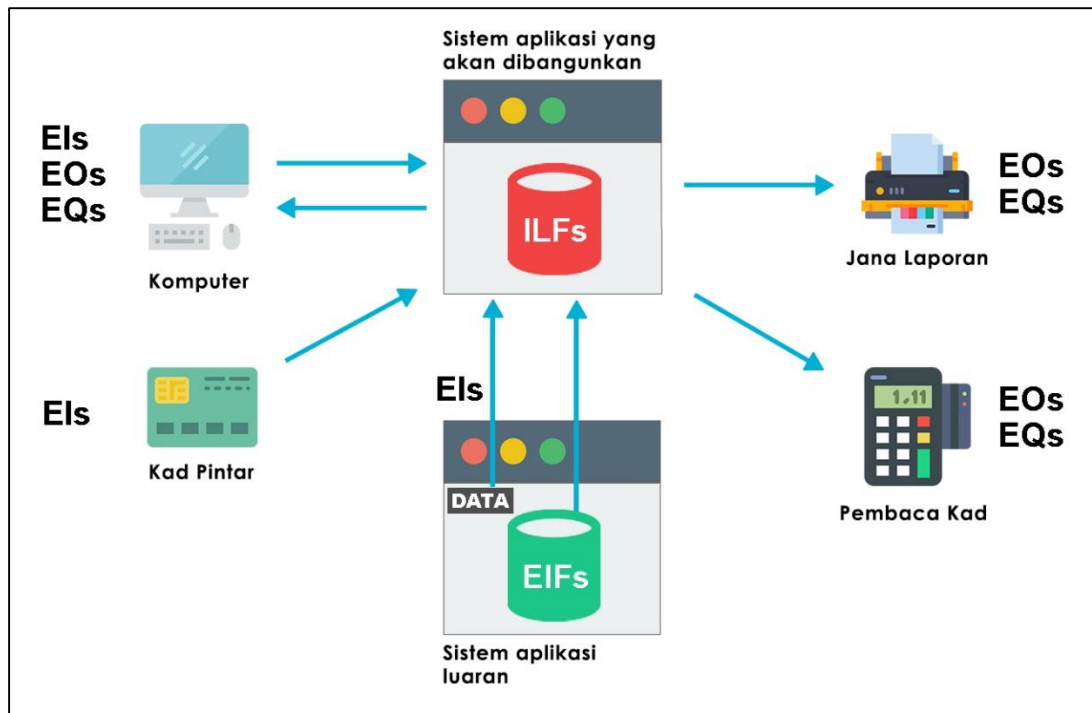 Sistem aplikasi yang
akan dibangunkan
EIs
EOs
EQs
Komputer
ILFs
EOs
EQs
Jana Laporan
EIs
Kad Pintar
EIs
DATA
EIFs
Sistem aplikasi
luaran
1,11
EOs
EQs
Pembaca Kad